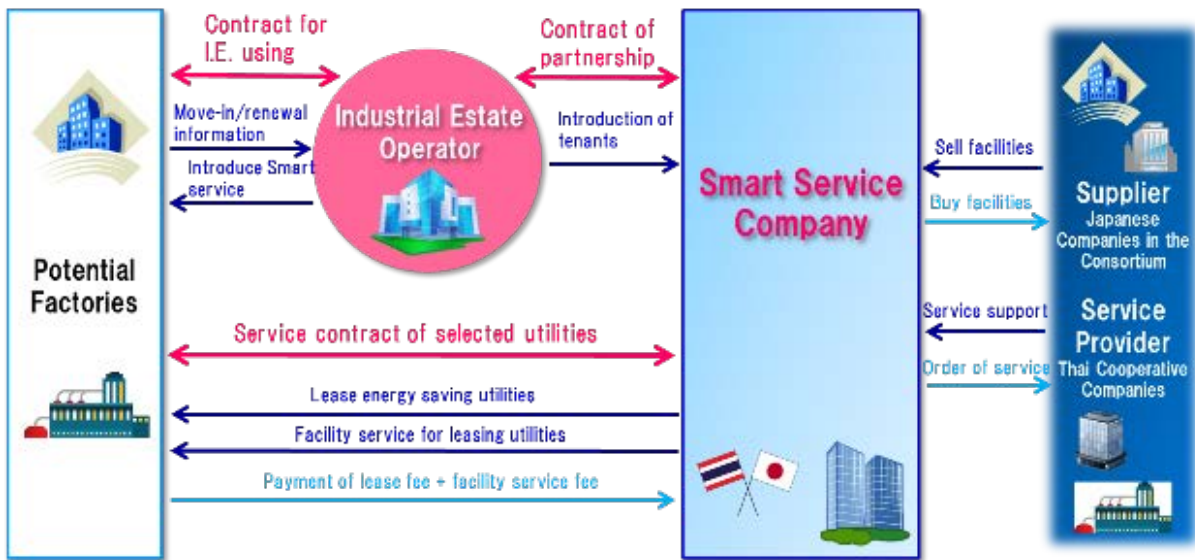 Contract for
I.E. using
Contract of
partnership
Move-in/renewal
information
Introduce Smart
service
Industrial Estate
Operator
Introduction of
tenants
Potential
Factories
Smart Service
Company
Sell facilities
Buy facilities
Supplier
Japanese
Companies in the
Consortium
Service support
Order of service
Service
Provider
Thai Cooperative
Companies
Service contract of selected utilities
Lease energy saving utilities
Facility service for leasing utilities
Payment of lease fee + facility service fee